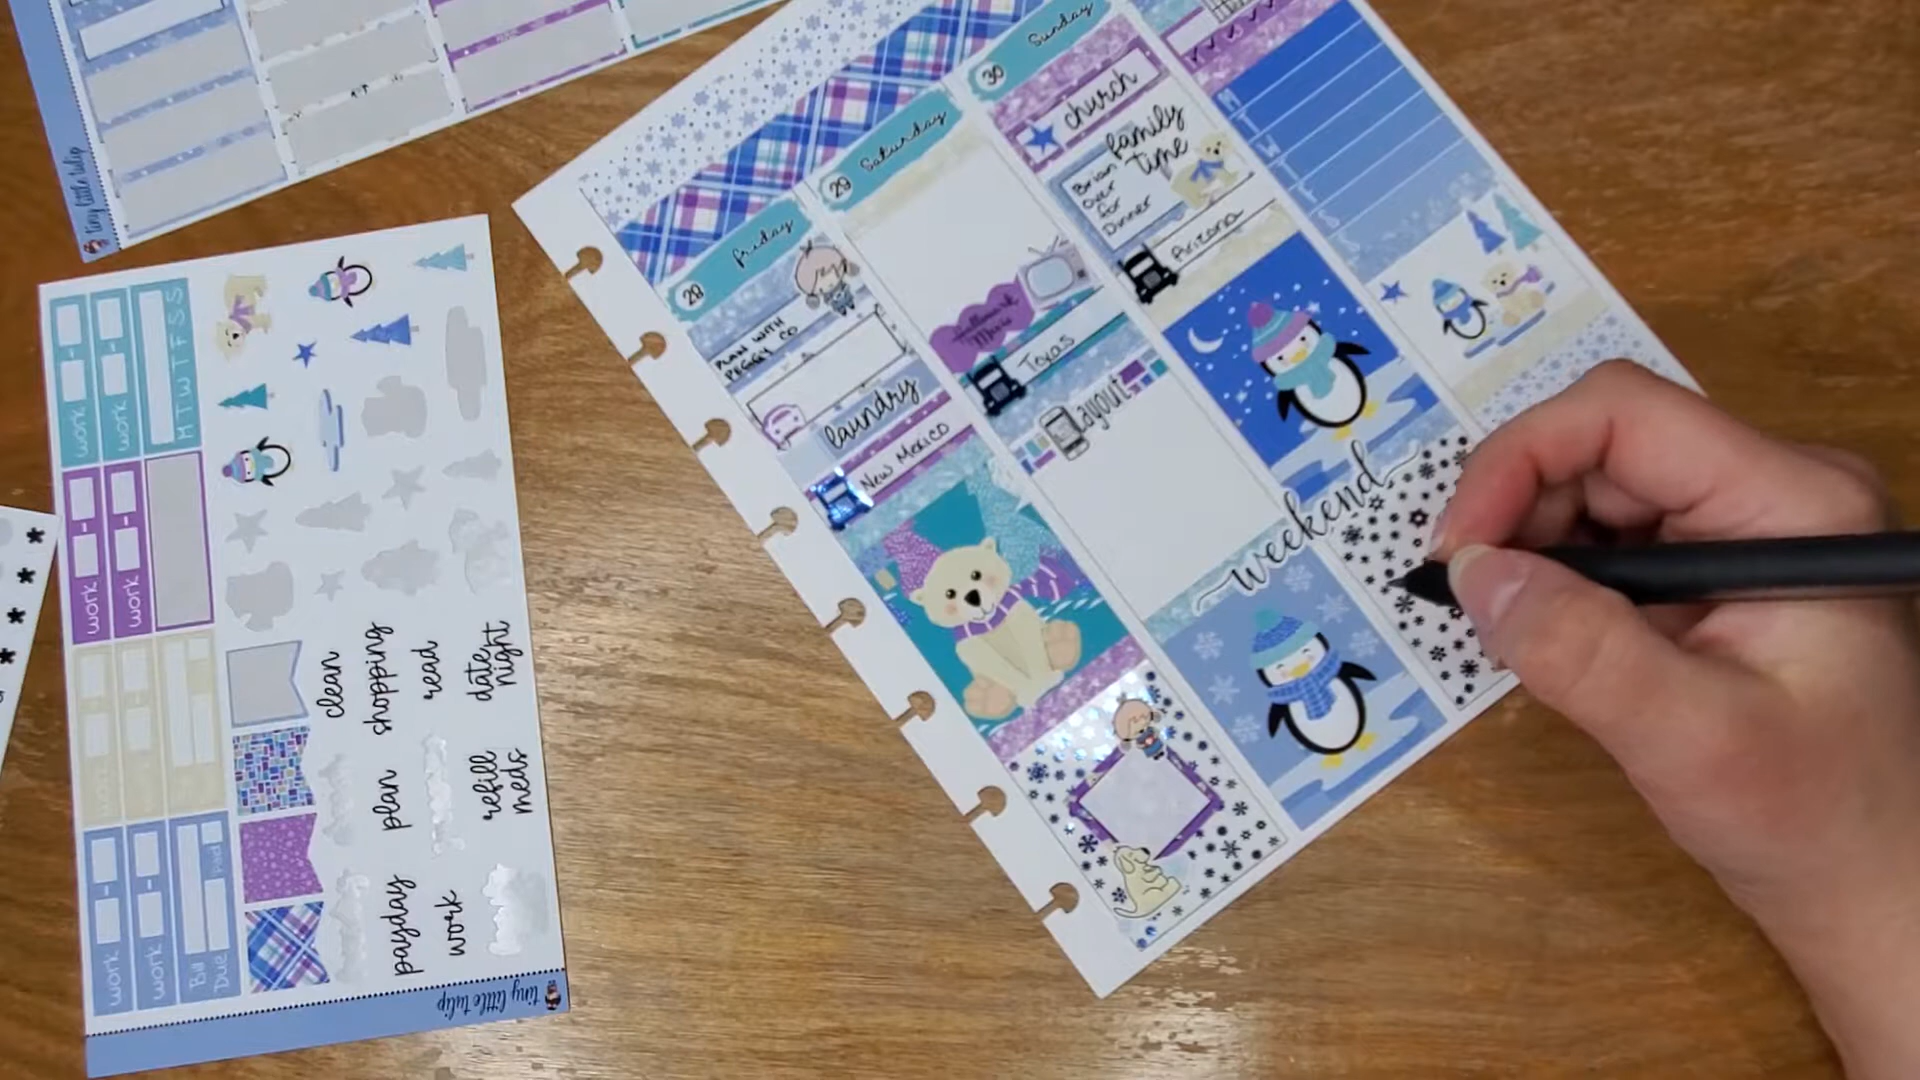 tiny little tulip
28
Friday
PLAN WITH
PEGGY CO
laundry
New Mexico
29
Saturday
Hallmark
Movie
Texas
Layout
30
Sunday
church
family
time
Brian
over
for
Dinner
Arizona
weekend
work
work
M T W T F S S
work
work
work
work
Bill
Due
paid
clean
shopping
read
date
night
plan
refill
meds
payday
work
tiny little tulip